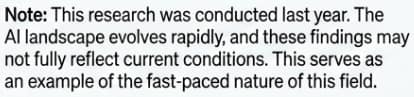 Note: This research was conducted last year. The
AI landscape evolves rapidly, and these findings may
not fully reflect current conditions. This serves as
an example of the fast-paced nature of this field.